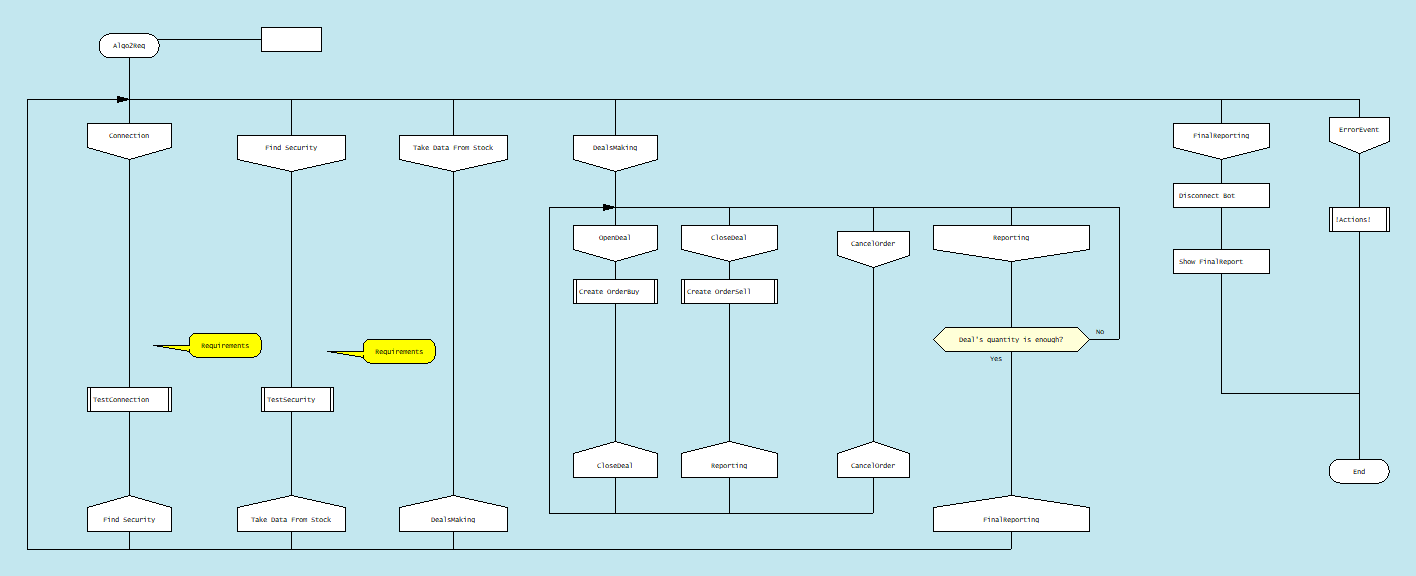 Algo2Req
Connection
Find Security
Take Data From Stock
DealsMaking
FinalReporting
ErrorEvent
Disconnect Bot
!Actions!
Show FinalReport
OpenDeal
CloseDeal
CancelOrder
Reporting
Create OrderBuy
Create OrderSell
Requirements
Requirements
Deal's quantity is enough?
No
Yes
TestConnection
TestSecurity
CloseDeal
Reporting
CancelOrder
End
Find Security
Take Data From Stock
DealsMaking
FinalReporting